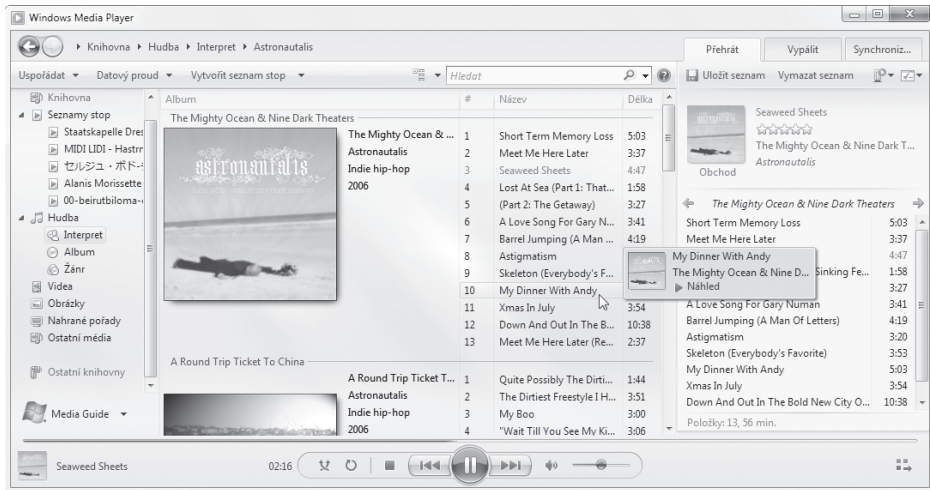 Windows Media Player
Knihovna Hudba Interpret Astronautalis
Přehrát Vypálit Synchroniz...
Uspořádat Datový proud Vytvořit seznam stop Hledat Uložit seznam Vymazat seznam
Knihovna
Seznamy stop
Staatskapelle Dres
MIDI LIDI - Hastrr
セルジュ・ボド-チ
Alanis Morissette
00-beirutbiloma-
Hudba
Interpret
Album
Žánr
Videa
Obrázky
Nahrané pořady
Ostatní média
Ostatní knihovny
Media Guide
Album # Název Délka
The Mighty Ocean & Nine Dark Theaters
astronautalis
The Mighty Ocean & ...
Astronautalis
Indie hip-hop
2006
1 Short Term Memory Loss 5:03
2 Meet Me Here Later 3:37
3 Seaweed Sheets 4:47
4 Lost At Sea (Part 1: That... 1:58
5 (Part 2: The Getaway) 3:27
6 A Love Song For Gary N... 3:41
7 Barrel Jumping (A Man ... 4:19
8 Astigmatism
9 Skeleton (Everybody's F...
10 My Dinner With Andy
11 Xmas In July 3:54
12 Down And Out In The B... 10:38
13 Meet Me Here Later (Re... 2:37
A Round Trip Ticket To China
A Round Trip Ticket T...
Astronautalis
Indie hip-hop
2006
1 Quite Possibly The Dirti... 1:44
2 The Dirtiest Freestyle I H... 3:51
3 My Boo 3:00
4 "Wait Till You See My Ki... 3:06
My Dinner With Andy
The Mighty Ocean & Nine D...
Náhled
Seaweed Sheets
The Mighty Ocean & Nine Dark T...
Astronautalis
Obchod
The Mighty Ocean & Nine Dark Theaters
Short Term Memory Loss 5:03
Meet Me Here Later 3:37
4:47
Sinking Fe... 1:58
3:27
A Love Song For Gary Numan 3:41
Barrel Jumping (A Man Of Letters) 4:19
Astigmatism 3:20
Skeleton (Everybody's Favorite) 3:53
My Dinner With Andy 5:03
Xmas In July 3:54
Down And Out In The Bold New City O... 10:38
Položky: 13, 56 min.
Seaweed Sheets 02:16